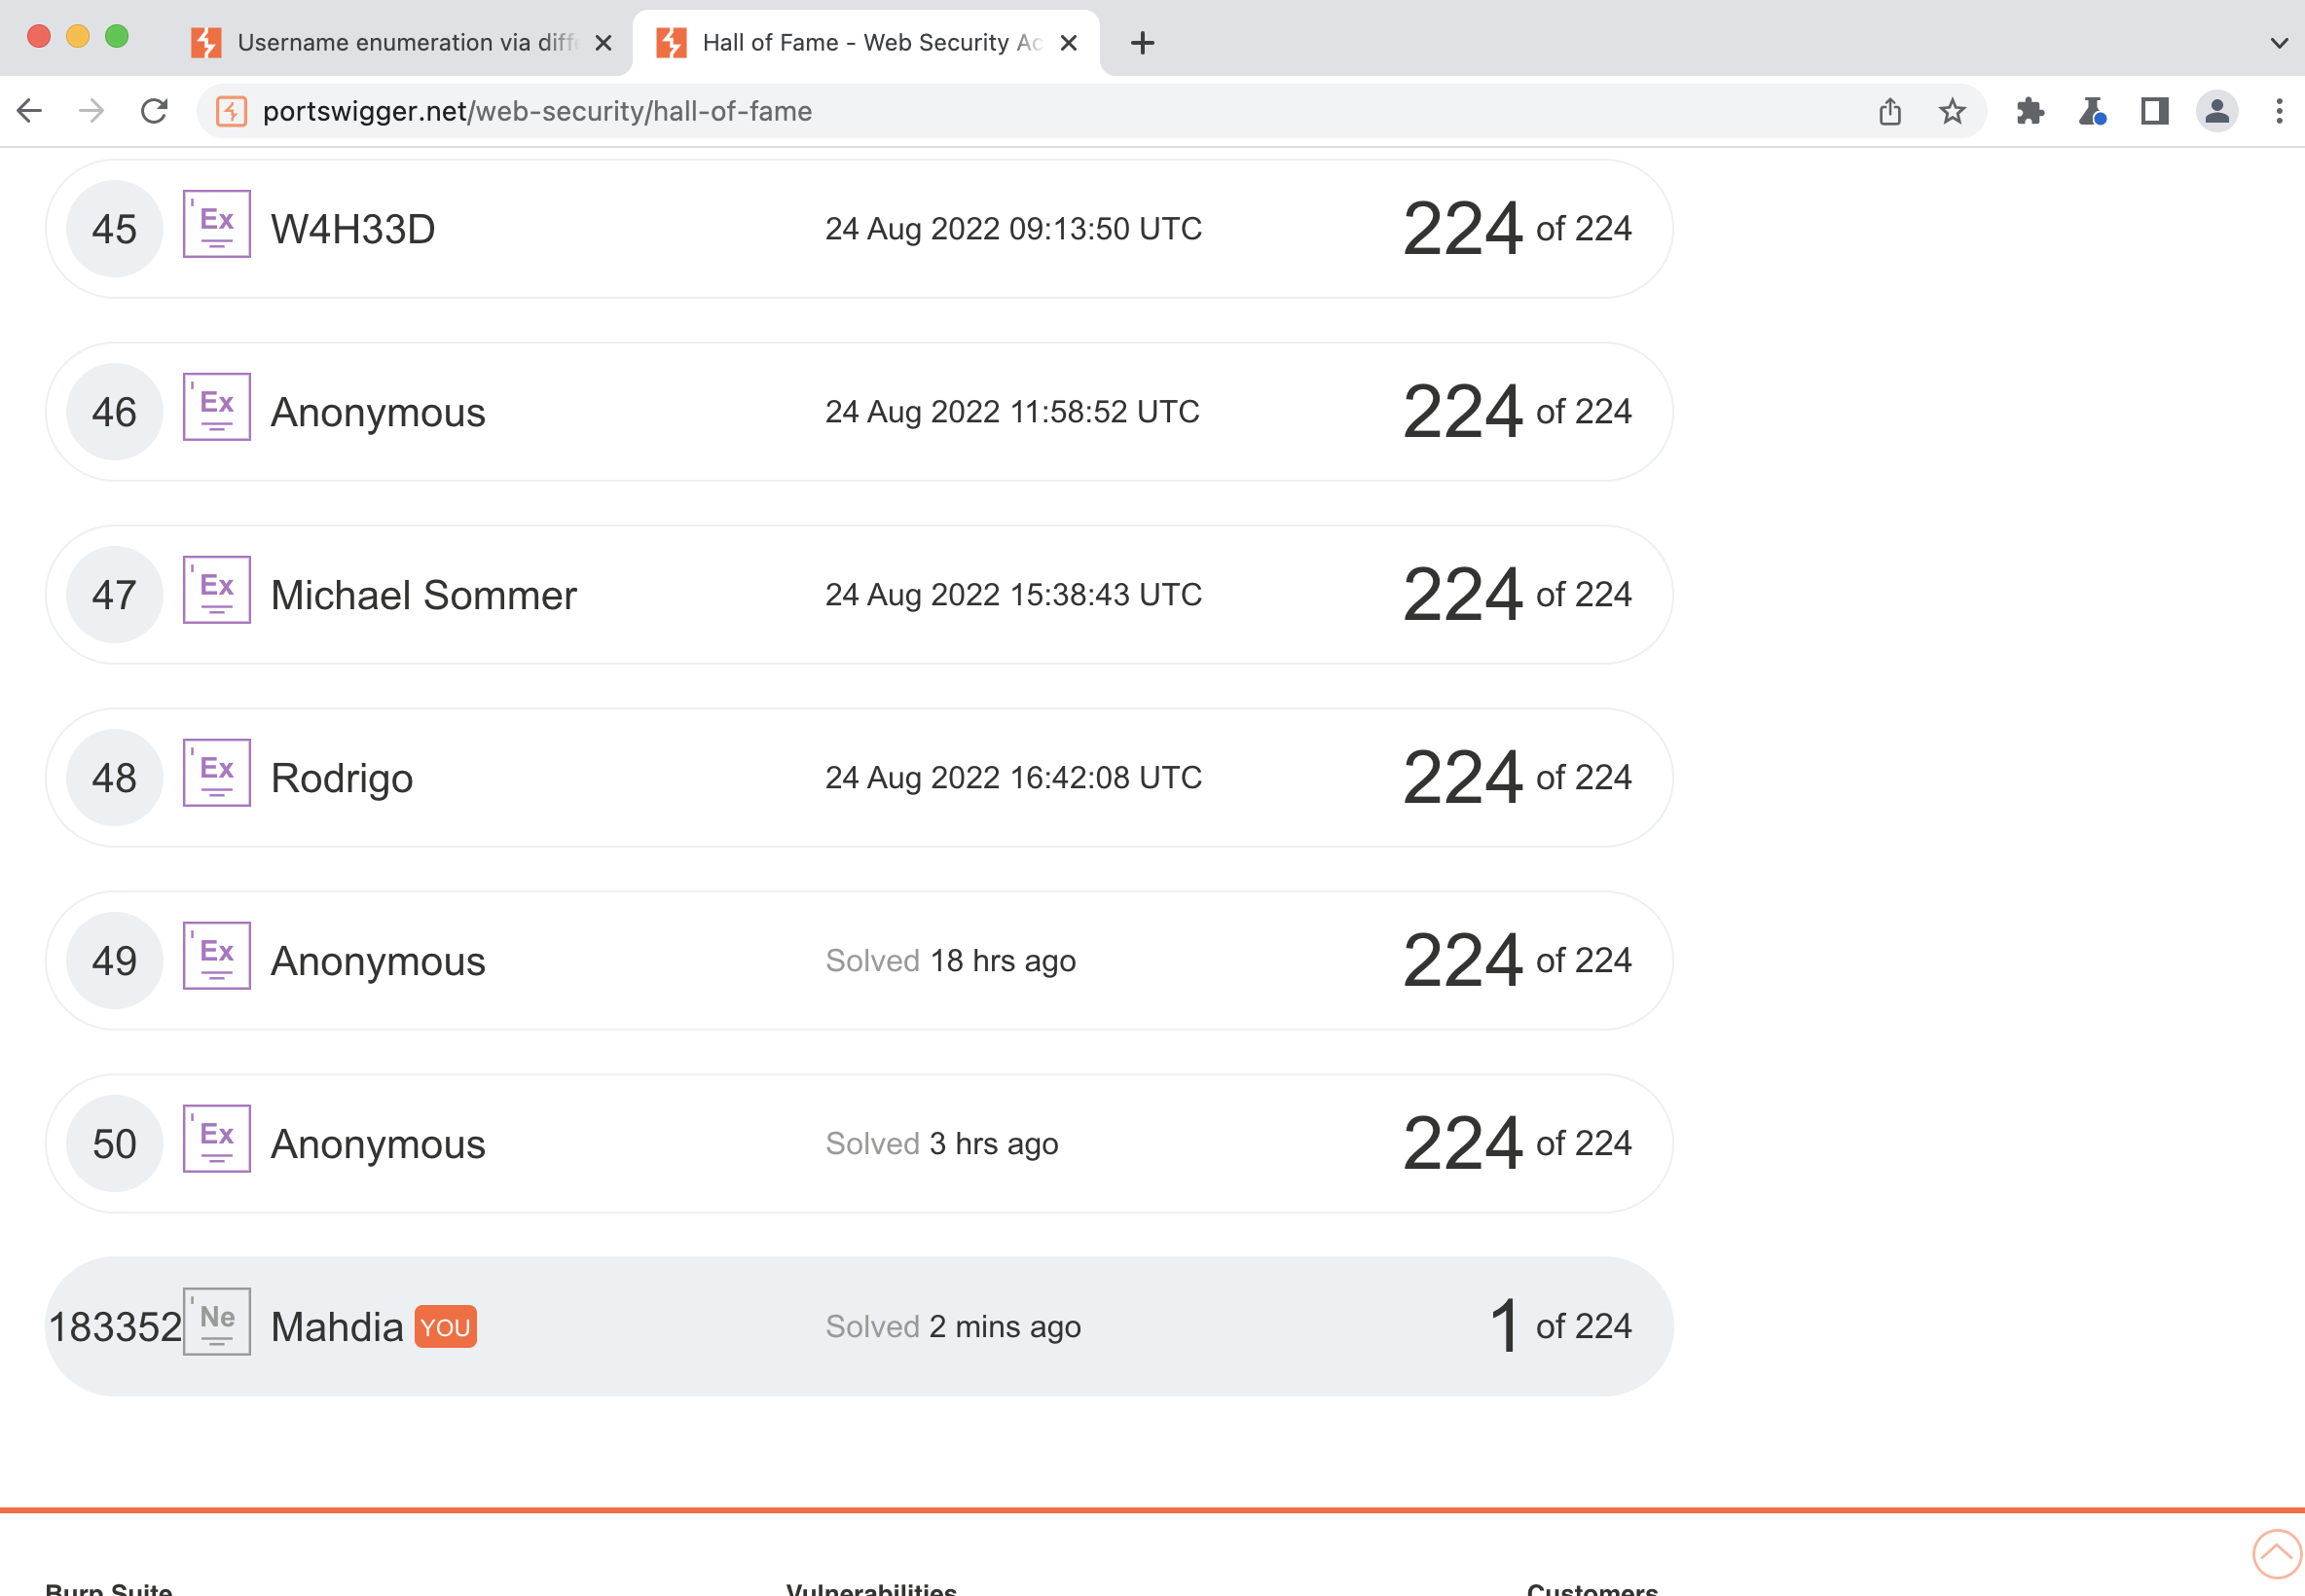 Username enumeration via diffe
Hall of Fame - Web Security Ac
portswigger.net/web-security/hall-of-fame
45 Ex W4H33D 24 Aug 2022 09:13:50 UTC 224 of 224
46 Ex Anonymous 24 Aug 2022 11:58:52 UTC 224 of 224
47 Ex Michael Sommer 24 Aug 2022 15:38:43 UTC 224 of 224
48 Ex Rodrigo 24 Aug 2022 16:42:08 UTC 224 of 224
49 Ex Anonymous Solved 18 hrs ago 224 of 224
50 Ex Anonymous Solved 3 hrs ago 224 of 224
183352 Ne Mahdia YOU Solved 2 mins ago 1 of 224
Burp Suite Vulnerabilities Customers